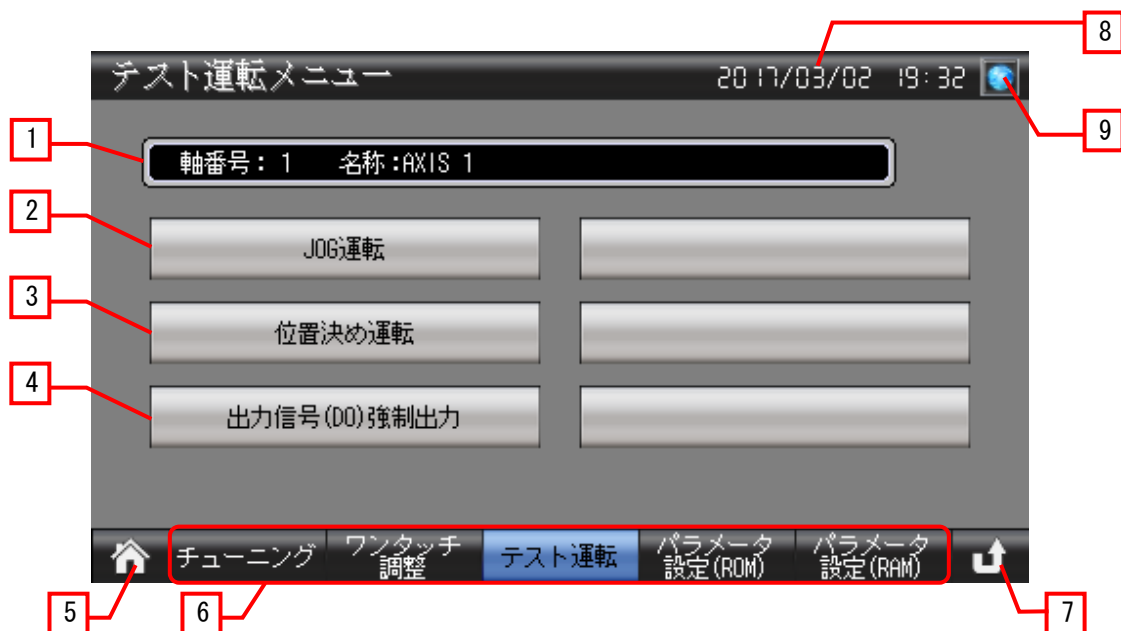 8
テスト運転メニュー 2017/03/02 19:32
9
1
軸番号: 1 名称:AXIS 1
2
JOG運転
3
位置決め運転
4
出力信号(DO)強制出力
チューニング
ワンタッチ
調整
テスト運転
パラメータ
設定(ROM)
パラメータ
設定(RAM)
5
6
7